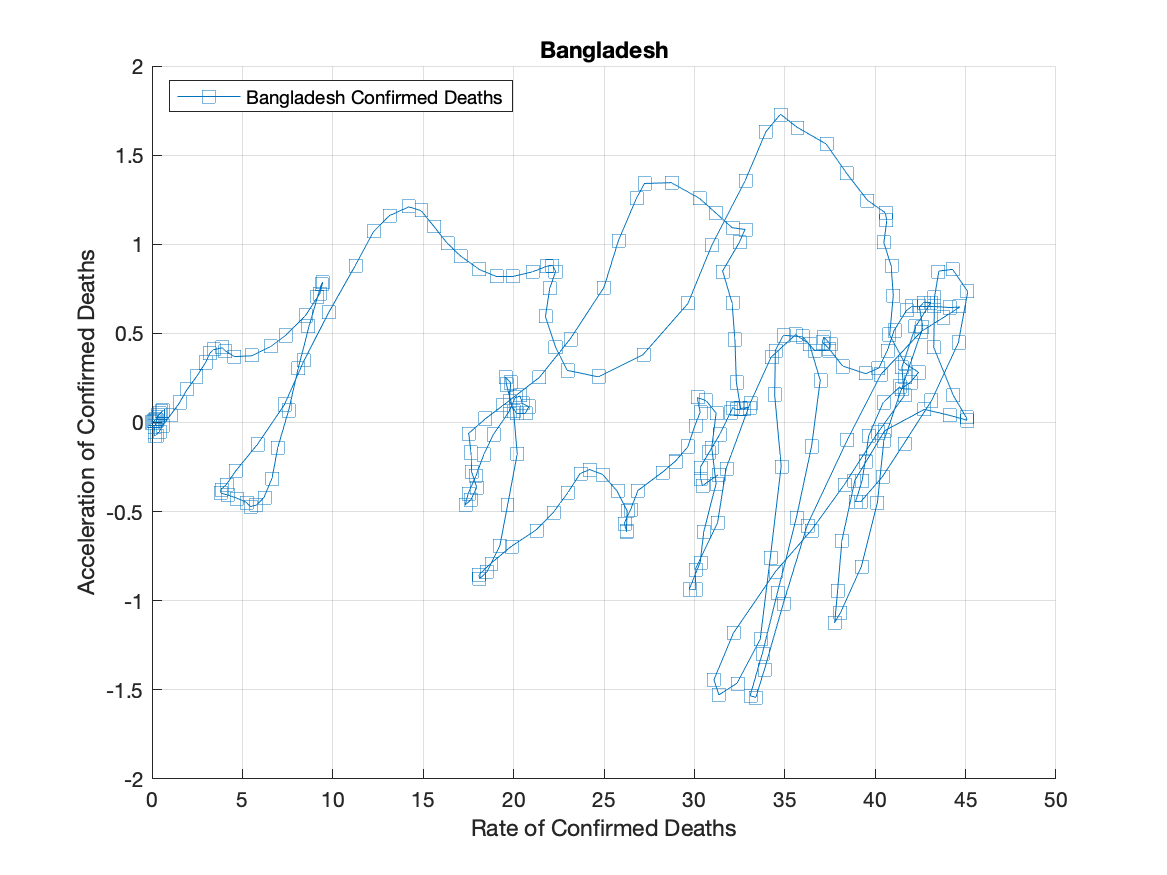 Bangladesh
Bangladesh Confirmed Deaths
2
1.5
1
0.5
0
-0.5
-1
-1.5
-2
Acceleration of Confirmed Deaths
0 5 10 15 20 25 30 35 40 45 50
Rate of Confirmed Deaths